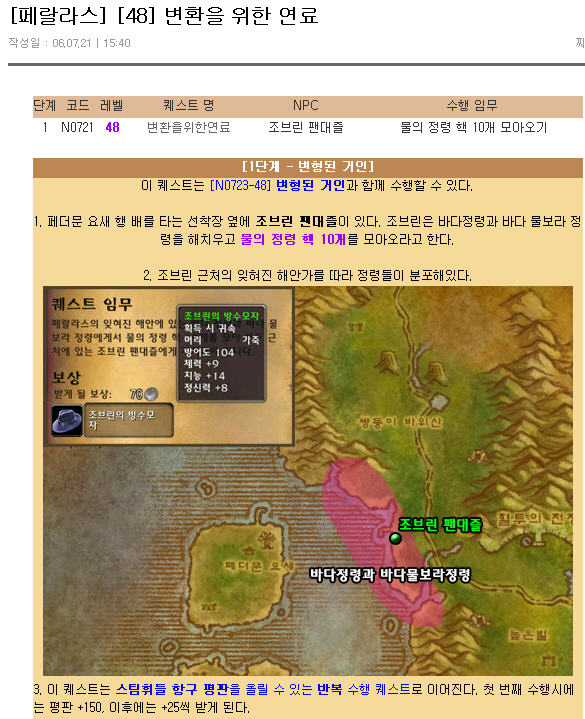 [페랄라스] [48] 변환을 위한 연료
작성일 : 06.07.21 | 15:40
찌
단계 코드 레벨 퀘스트 명 NPC 수행 임무
1 N0721 48 변환을위한연료 조브린 팬대즐 물의 정령 핵 10개 모아오기
[1단계 - 변형된 거인]
이 퀘스트는 [N0723-48] 변형된 거인과 함께 수행할 수 있다.
1. 페더문 요새 행 배를 타는 선착장 옆에 조브린 팬대즐이 있다. 조브린은 바다정령과 바다 물보라 정
령을 해치우고 물의 정령 핵 10개를 모아오라고 한다.
2. 조브린 근처의 잊혀진 해안가를 따라 정령들이 분포해있다.
퀘스트 임무
페랄라스의 잊혀진 해안에 있 바다 물
보라 정령에게서 물의 정령 핵 근
처에 있는 조브린 팬대즐에게
조브린의 방수모자
획득 시 귀속
머리 가죽
방어도 104
체력 +9
지능 +14
정신력 +8
보상
받게 될 보상: 70
조브린의 방수모
자
쌍둥이 바위산
조브린 팬대즐
혈투의 전장
페더문 요새
바다정령과 바다물보라정령
높은벌
3. 이 퀘스트는 스팀휘들 항구 평판을 올릴 수 있는 반복 수행 퀘스트로 이어진다. 첫 번째 수행시에
는 평판 +150, 이후에는 +25씩 받게 된다.